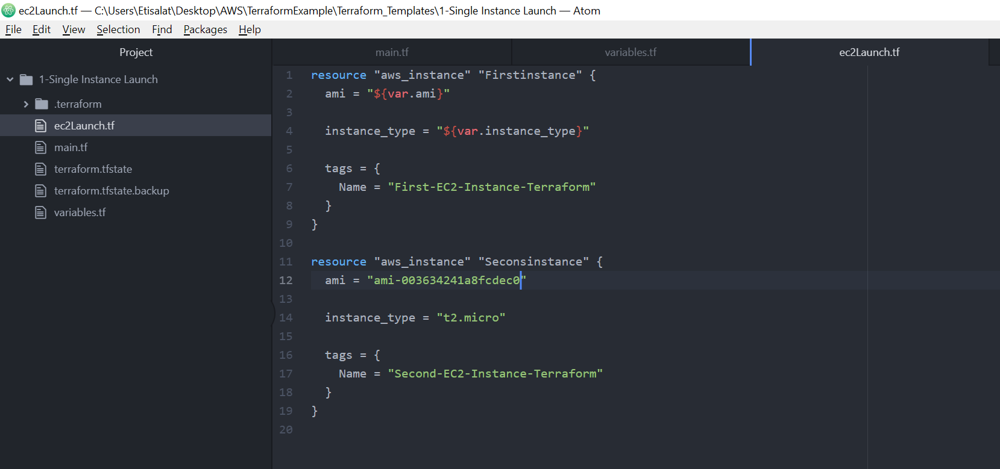 ec2Launch.tf — C:\Users\Etisalat\Desktop\AWS\TerraformExample\Terraform_Templates\1-Single Instance Launch — Atom
File Edit View Selection Find Packages Help
Project
1-Single Instance Launch
.terraform
ec2Launch.tf
main.tf
terraform.tfstate
terraform.tfstate.backup
variables.tf
main.tf variables.tf ec2Launch.tf
1 resource "aws_instance" "Firstinstance" {
2 ami = "${var.ami}"
3
4 instance_type = "${var.instance_type}"
5
6 tags = {
7 Name = "First-EC2-Instance-Terraform"
8 }
9 }
10
11 resource "aws_instance" "Seconsinstance" {
12 ami = "ami-003634241a8fcdec0"
13
14 instance_type = "t2.micro"
15
16 tags = {
17 Name = "Second-EC2-Instance-Terraform"
18 }
19 }
20